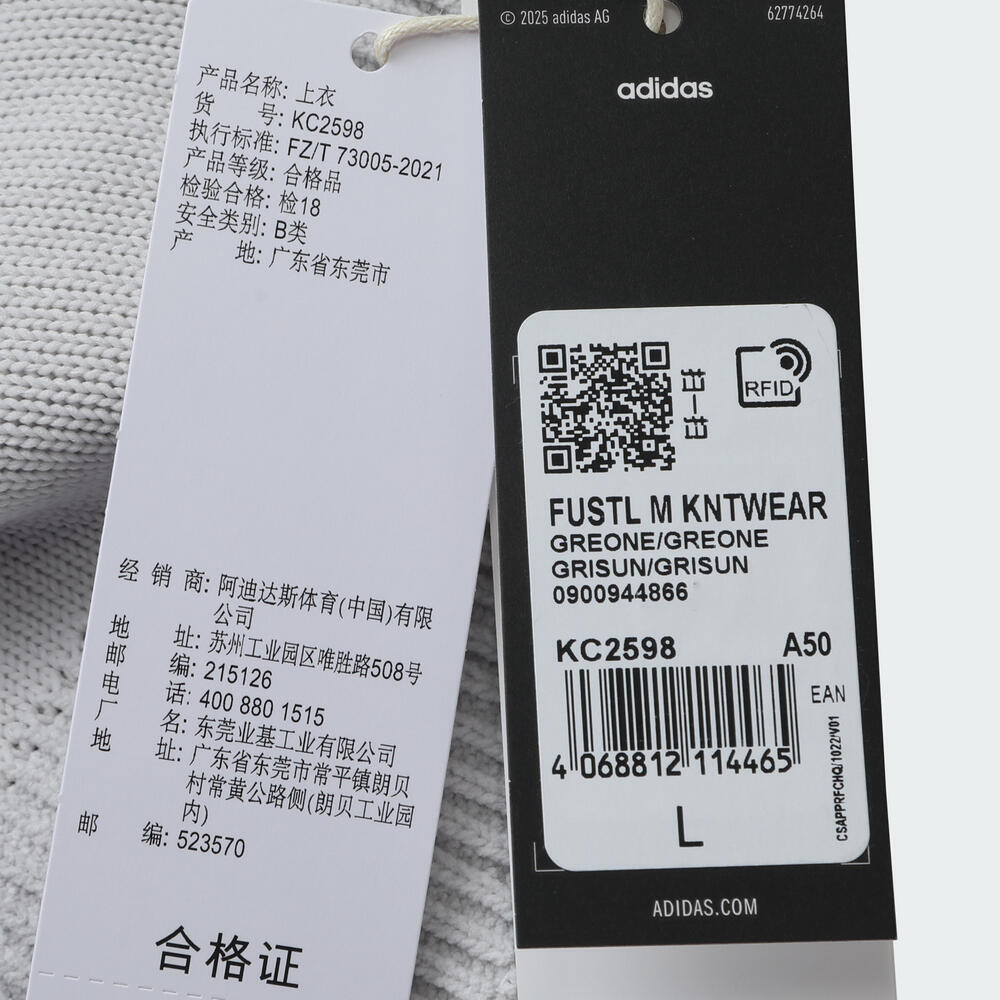 产品名称: 上衣
货 号: KC2598
执行标准: FZ/T 73005-2021
产品等级: 合格品
检验合格: 检18
安全类别: B类
产 地: 广东省东莞市
经 销 商: 阿迪达斯体育(中国)有限
公司
地 址: 苏州工业园区唯胜路508号
邮 编: 215126
电 话: 400 880 1515
厂 名: 东莞业基工业有限公司
地 址: 广东省东莞市常平镇朗贝
村常黄公路侧(朗贝工业园
内)
邮 编: 523570
合格证
© 2025 adidas AG
62774264
adidas
扫一扫
RFID
FUSTL M KNTWEAR
GREONE/GREONE
GRISUN/GRISUN
0900944866
KC2598 A50
EAN
4 068812 114465
CSAPPRFCHQ/1022/V01
L
ADIDAS.COM